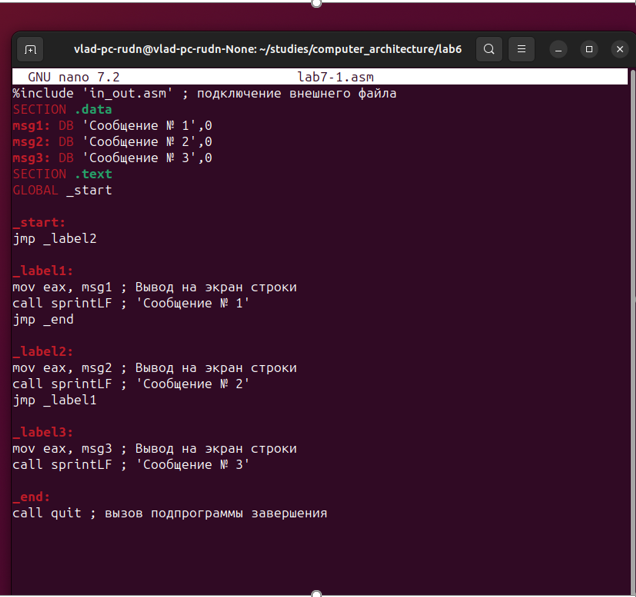 vlad-pc-rudn@vlad-pc-rudn-None: ~/studies/computer_architecture/lab6
GNU nano 7.2 lab7-1.asm
%include 'in_out.asm' ; подключение внешнего файла
SECTION .data
msg1: DB 'Сообщение № 1',0
msg2: DB 'Сообщение № 2',0
msg3: DB 'Сообщение № 3',0
SECTION .text
GLOBAL _start
_start:
jmp _label2
_label1:
mov eax, msg1 ; Вывод на экран строки
call sprintLF ; 'Сообщение № 1'
jmp _end
_label2:
mov eax, msg2 ; Вывод на экран строки
call sprintLF ; 'Сообщение № 2'
jmp _label1
_label3:
mov eax, msg3 ; Вывод на экран строки
call sprintLF ; 'Сообщение № 3'
_end:
call quit ; вызов подпрограммы завершения